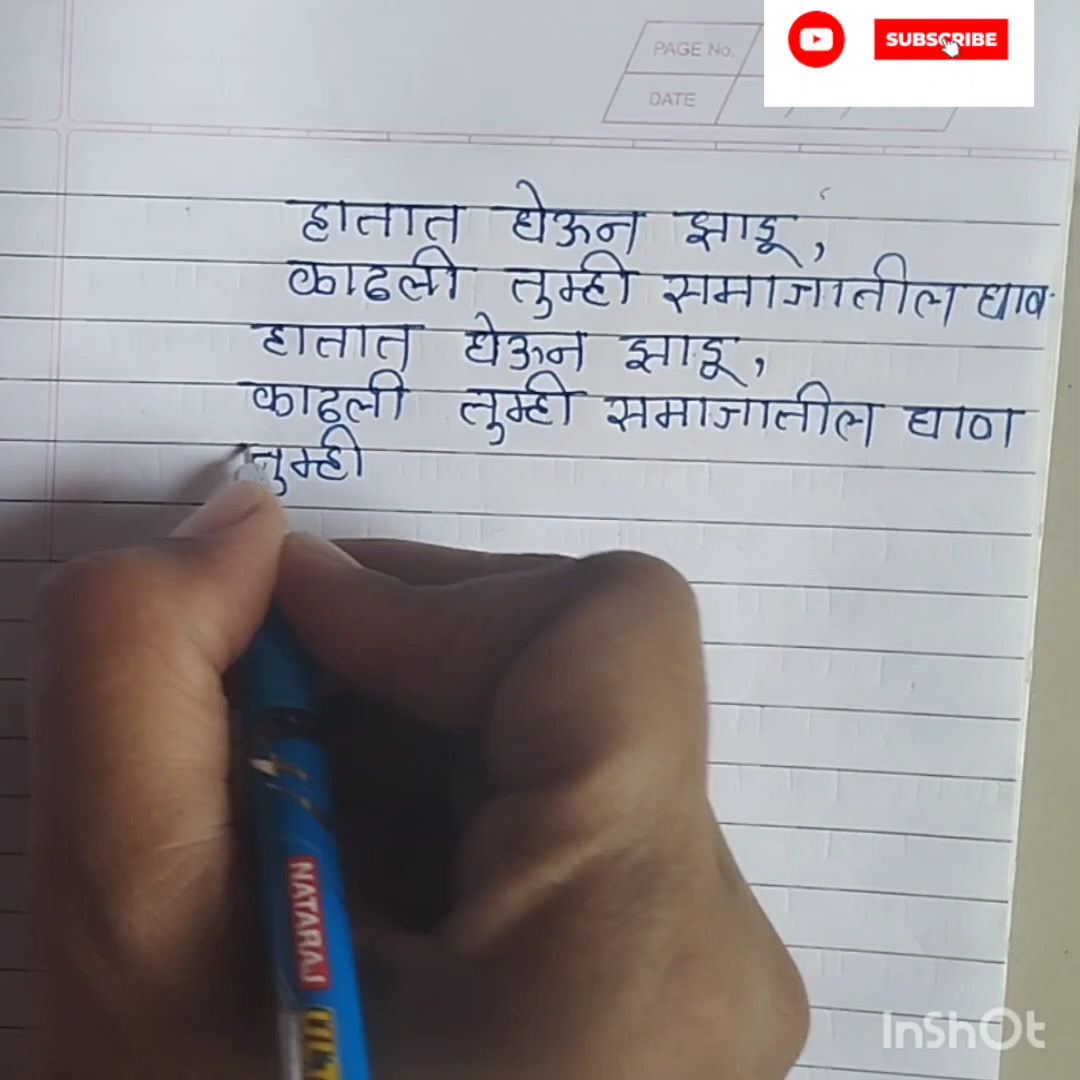 PAGE No.
SUBSCRIBE
DATE
हातात घेऊन झाडू,
काढली तुम्ही समाजातील घाण
हातात घेऊन झाडू,
काढली तुम्ही समाजातील घाण
तुम्ही
NATARAJ
InShOt